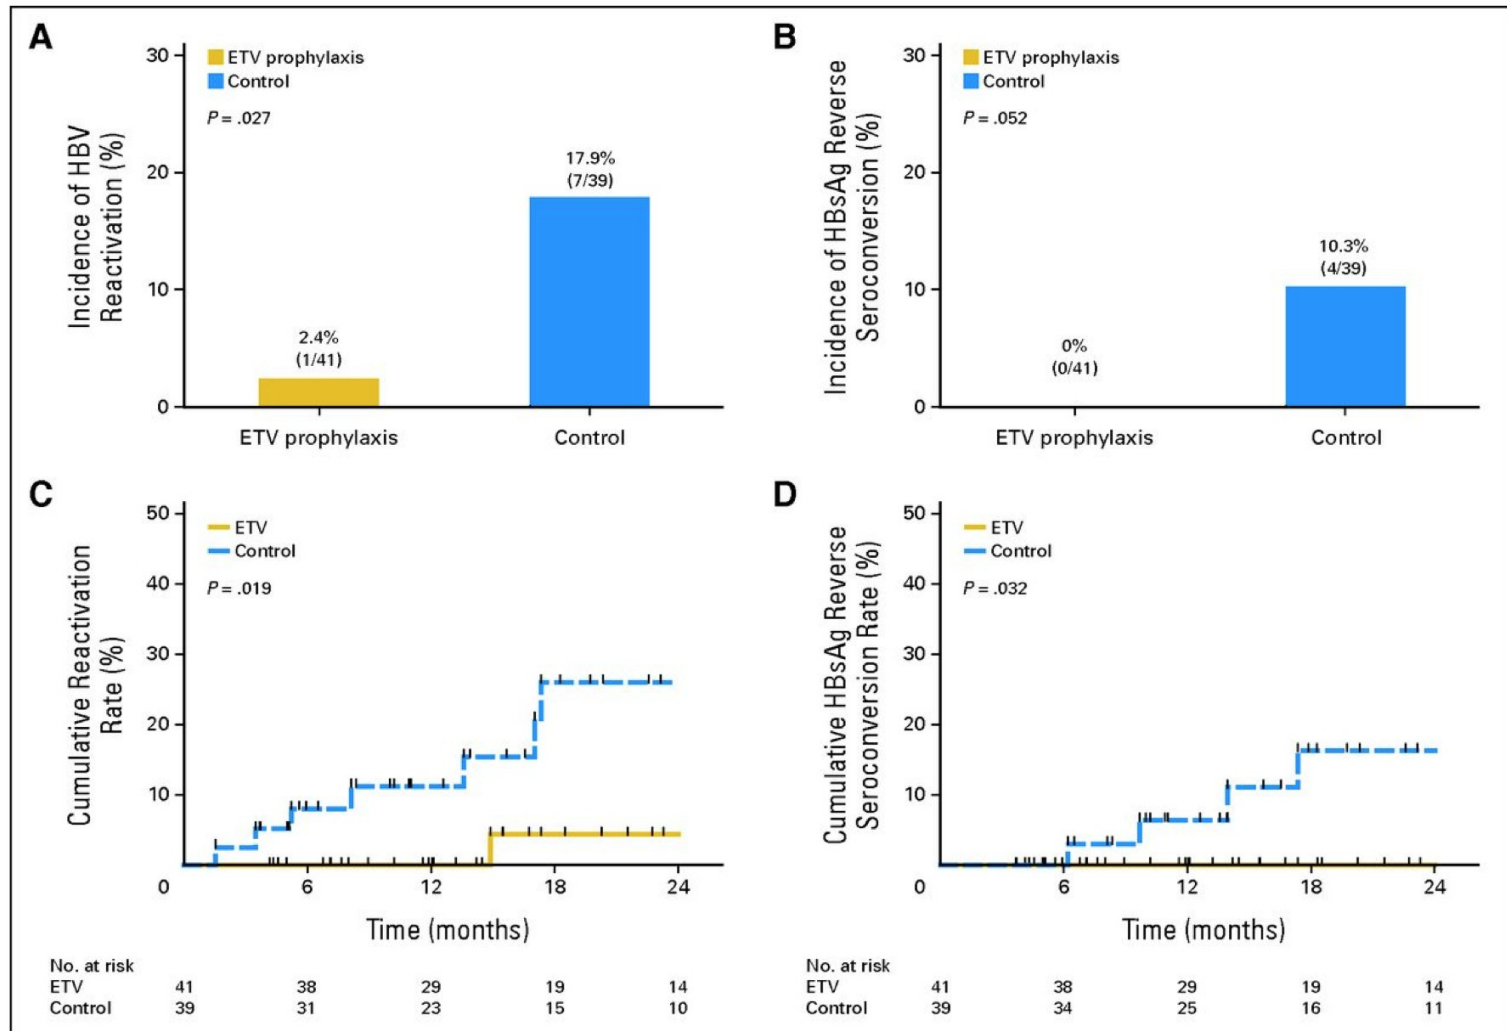 A
Incidence of HBV
Reactivation (%)
ETV prophylaxis
Control
P = .027
30
20
10
0
2.4%
(1/41)
17.9%
(7/39)
ETV prophylaxis
Control
B
Incidence of HBsAg Reverse
Seroconversion (%)
ETV prophylaxis
Control
P = .052
30
20
10
0
0%
(0/41)
10.3%
(4/39)
ETV prophylaxis
Control
C
Cumulative Reactivation
Rate (%)
ETV
Control
P = .019
50
40
30
20
10
0
6
12
18
24
Time (months)
No. at risk
ETV 41 38 29 19 14
Control 39 31 23 15 10
D
Cumulative HBsAg Reverse
Seroconversion Rate (%)
ETV
Control
P = .032
50
40
30
20
10
0
6
12
18
24
Time (months)
No. at risk
ETV 41 38 29 19 14
Control 39 34 25 16 11